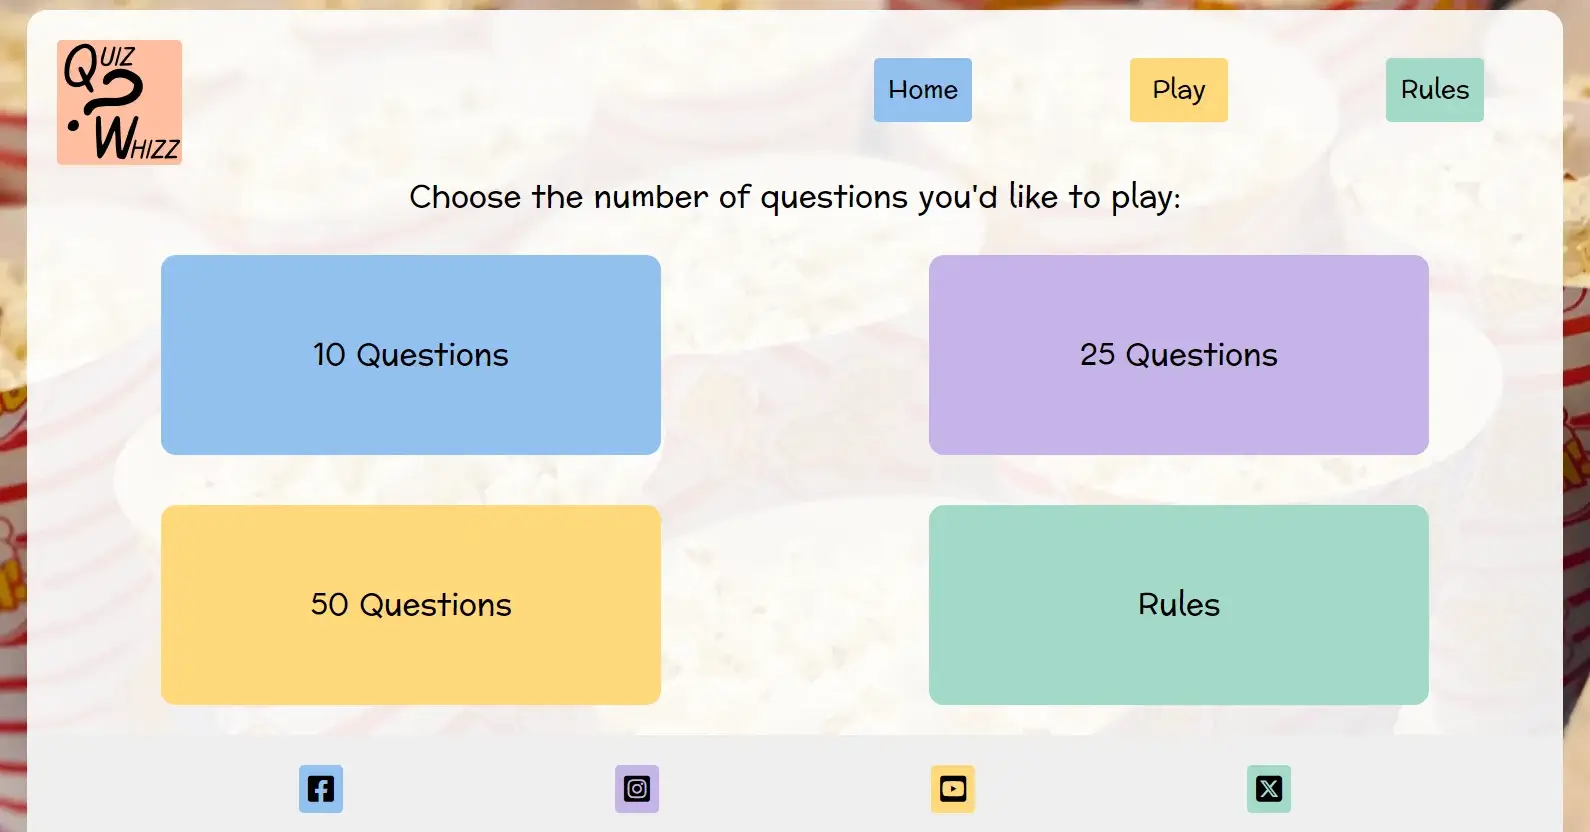 QUIZ
WHIZZ
Home
Play
Rules
Choose the number of questions you'd like to play:
10 Questions
25 Questions
50 Questions
Rules